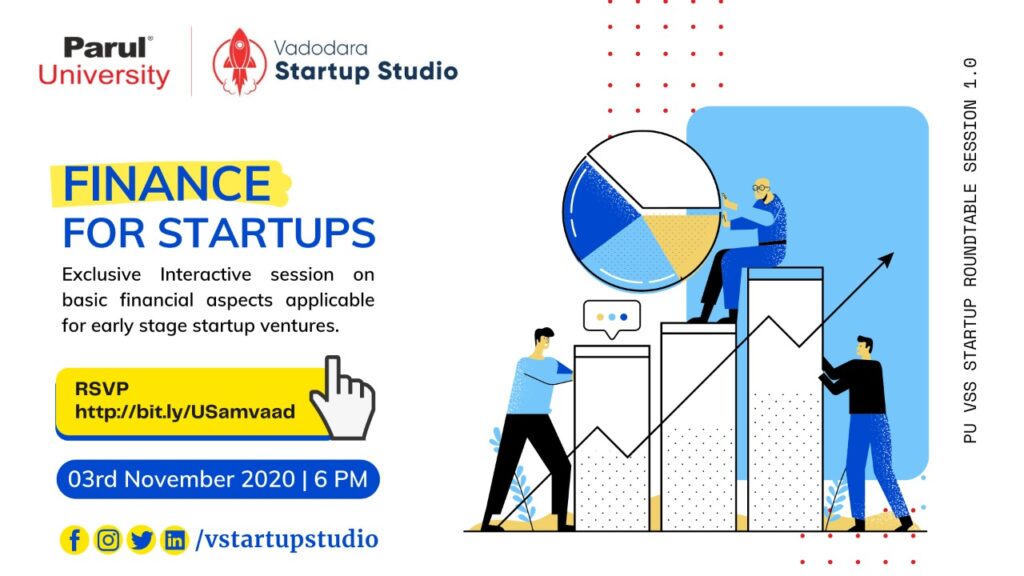 Parul®
University
Vadodara
Startup Studio
FINANCE
FOR STARTUPS
Exclusive Interactive session on
basic financial aspects applicable
for early stage startup ventures.
RSVP
http://bit.ly/USamvaad
03rd November 2020 | 6 PM
/vstartupstudio
PU VSS STARTUP ROUNDTABLE SESSION 1.0